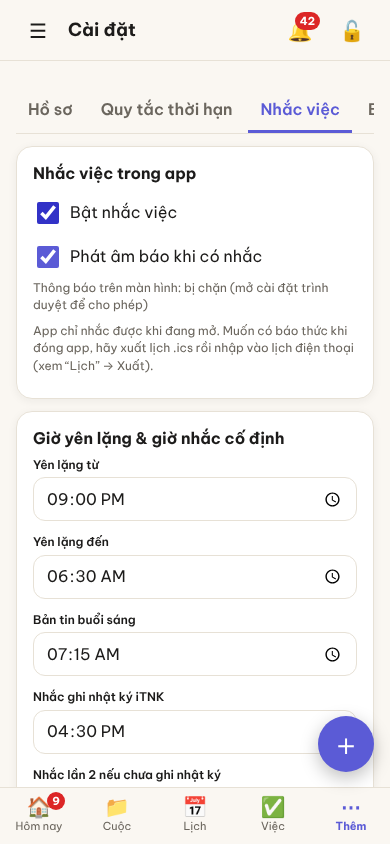 ☰ Cài đặt 42
Hồ sơ Quy tắc thời hạn Nhắc việc
Nhắc việc trong app
Bật nhắc việc
Phát âm báo khi có nhắc
Thông báo trên màn hình: bị chặn (mở cài đặt trình
duyệt để cho phép)
App chỉ nhắc được khi đang mở. Muốn có báo thức khi
đóng app, hãy xuất lịch .ics rồi nhập vào lịch điện thoại
(xem “Lịch” → Xuất).
Giờ yên lặng & giờ nhắc cố định
Yên lặng từ
09:00 PM
Yên lặng đến
06:30 AM
Bản tin buổi sáng
07:15 AM
Nhắc ghi nhật ký iTNK
04:30 PM
+
Nhắc lần 2 nếu chưa ghi nhật ký
9
Hôm nay Cuộc Lịch Việc Thêm